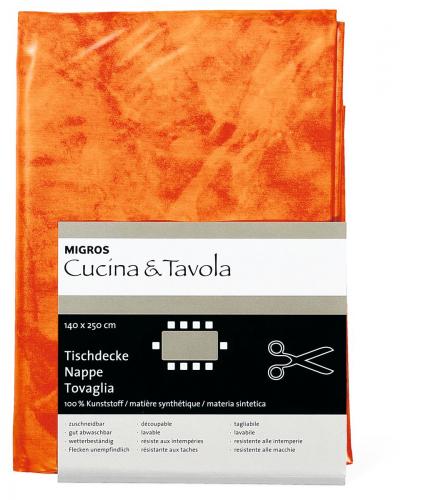 MIGROS
Cucina & Tavola
140 x 250 cm
Tischdecke
Nappe
Tovaglia
100 % Kunststoff / matière synthétique / materia sintetica
· zuschneidbar
· gut abwaschbar
· wetterbeständig
· Flecken unempfindlich
· découpable
· lavable
· résiste aux intempéries
· résistante aux taches
· tagliabile
· lavabile
· resistente alle intemperie
· resistente alle macchie